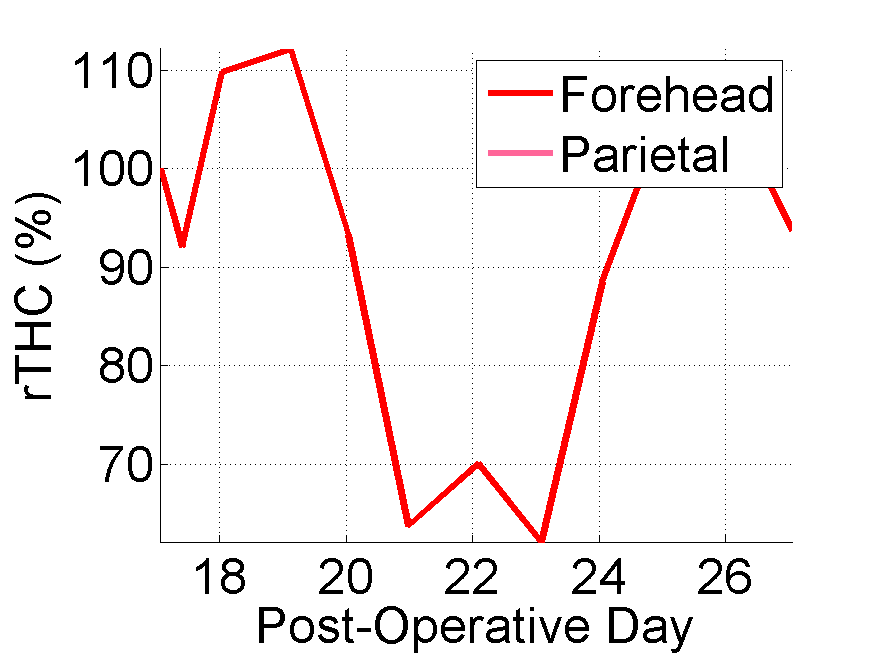 110
100
90
80
70
rTHC (%)
Forehead
Parietal
18 20 22 24 26
Post-Operative Day